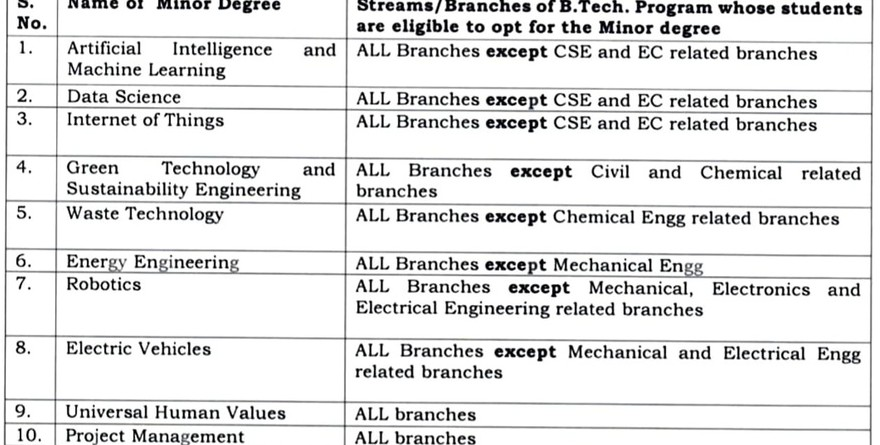 S. Name of Minor Degree Streams/Branches of B.Tech. Program whose students
No. are eligible to opt for the Minor degree
1. Artificial Intelligence and ALL Branches except CSE and EC related branches
Machine Learning
2. Data Science ALL Branches except CSE and EC related branches
3. Internet of Things ALL Branches except CSE and EC related branches
4. Green Technology and ALL Branches except Civil and Chemical related
Sustainability Engineering branches
5. Waste Technology ALL Branches except Chemical Engg related branches
6. Energy Engineering ALL Branches except Mechanical Engg
7. Robotics ALL Branches except Mechanical, Electronics and
Electrical Engineering related branches
8. Electric Vehicles ALL Branches except Mechanical and Electrical Engg
related branches
9. Universal Human Values ALL branches
10. Project Management ALL branches